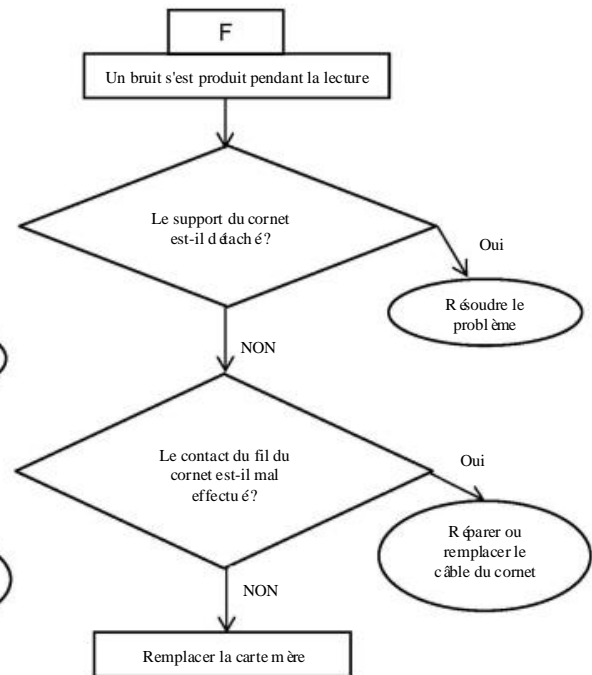 F
Un bruit s'est produit pendant la lecture
Le support du cornet
est-il détaché?
Oui
Résoudre le
problème
NON
Le contact du fil du
cornet est-il mal
effectué?
Oui
Réparer ou
remplacer le
câble du cornet
NON
Remplacer la carte mère